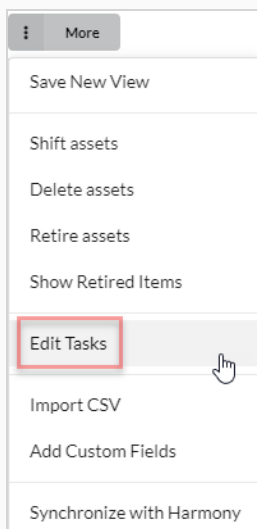 More
Save New View
Shift assets
Delete assets
Retire assets
Show Retired Items
Edit Tasks
Import CSV
Add Custom Fields
Synchronize with Harmony